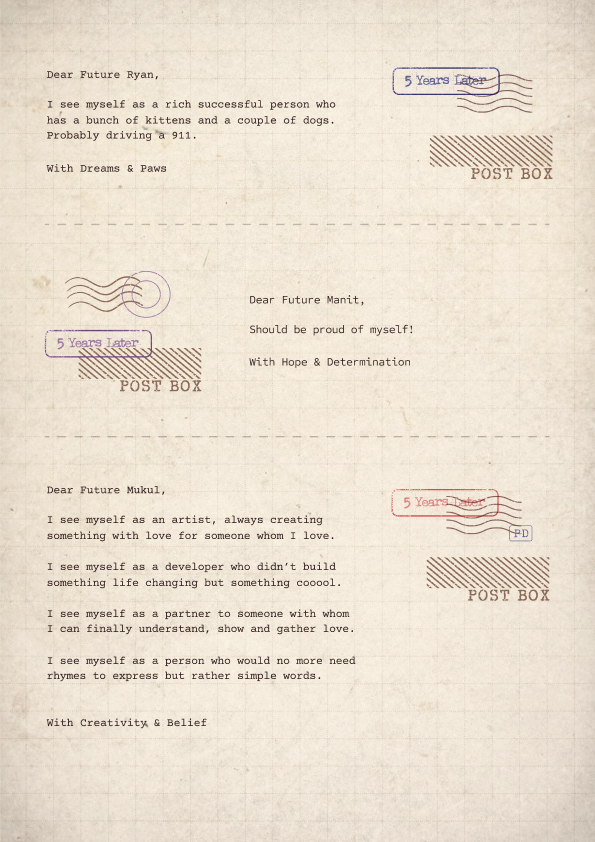 Dear Future Ryan,
5 Years Later
I see myself as a rich successful person who
has a bunch of kittens and a couple of dogs.
Probably driving a 911.
With Dreams & Paws
POST BOX
Dear Future Manit,
Should be proud of myself!
5 Years Later
With Hope & Determination
POST BOX
Dear Future Mukul,
5 Years Later
I see myself as an artist, always creating
something with love for someone whom I love.
PD
I see myself as a developer who didn’t build
something life changing but something cooool.
POST BOX
I see myself as a partner to someone with whom
I can finally understand, show and gather love.
I see myself as a person who would no more need
rhymes to express but rather simple words.
With Creativity & Belief